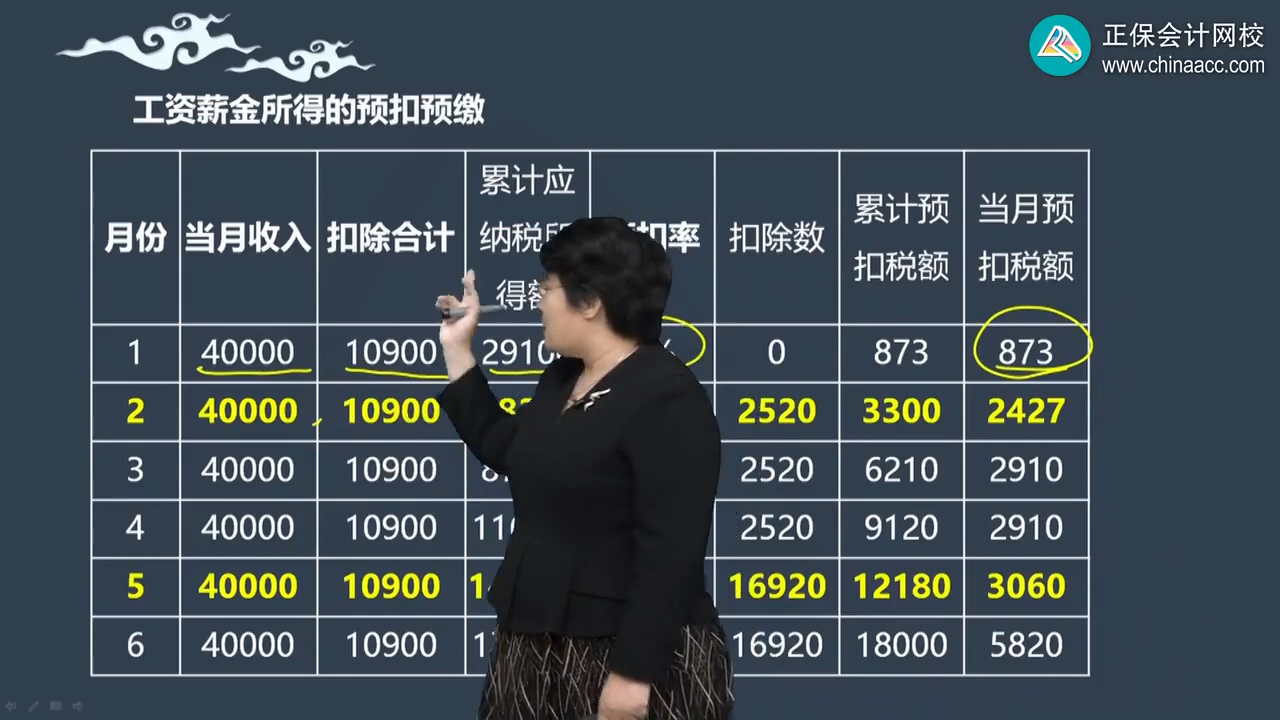 正保会计网校
www.chinaacc.com
工资薪金所得的预扣预缴
月份 当月收入 扣除合计 累计应纳税 得 扣率 扣除数 累计预扣税额 当月预扣税额
1 40000 10900 2910 0 873 873
2 40000 10900 2520 3300 2427
3 40000 10900 2520 6210 2910
4 40000 10900 2520 9120 2910
5 40000 10900 16920 12180 3060
6 40000 10900 16920 18000 5820